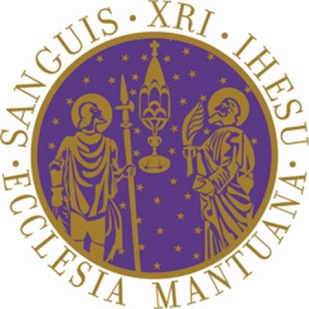 SANGUIS · XRI · IHESU
ECCLESIA MANTUANA